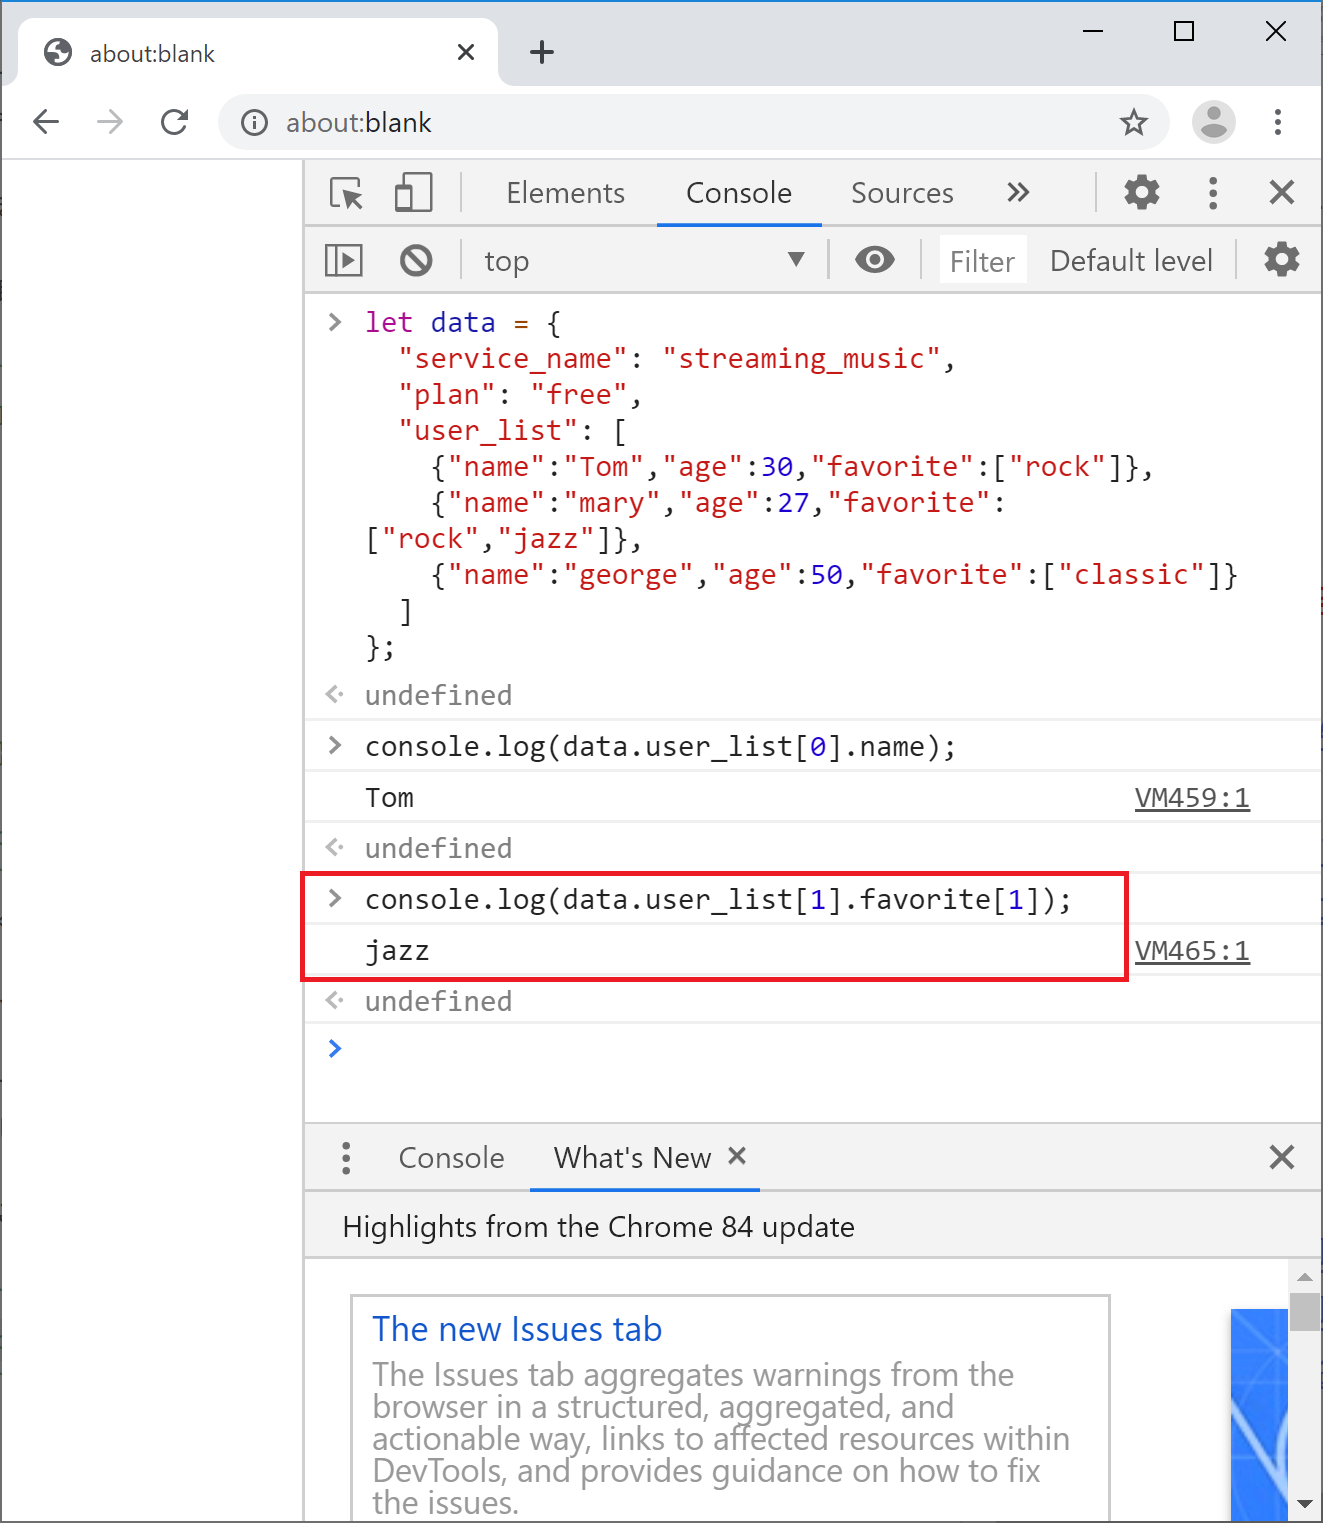 about:blank
about:blank
Elements Console Sources »
top Filter Default level
let data = {
"service_name": "streaming_music",
"plan": "free",
"user_list": [
{"name":"Tom","age":30,"favorite":["rock"]},
{"name":"mary","age":27,"favorite":
["rock","jazz"]},
{"name":"george","age":50,"favorite":["classic"]}
]
};
undefined
console.log(data.user_list[0].name);
Tom VM459:1
undefined
console.log(data.user_list[1].favorite[1]);
jazz VM465:1
undefined
Console What's New
Highlights from the Chrome 84 update
The new Issues tab
The Issues tab aggregates warnings from the
browser in a structured, aggregated, and
actionable way, links to affected resources within
DevTools, and provides guidance on how to fix
the issues.